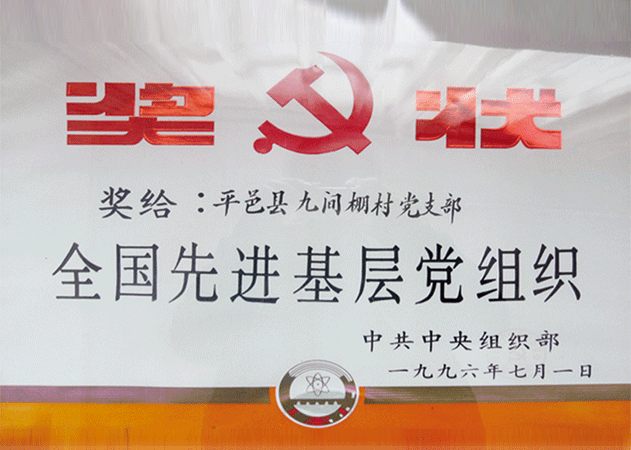 奖状
奖给：平邑县九间棚村党支部
全国先进基层党组织
中共中央组织部
一九九六年七月一日